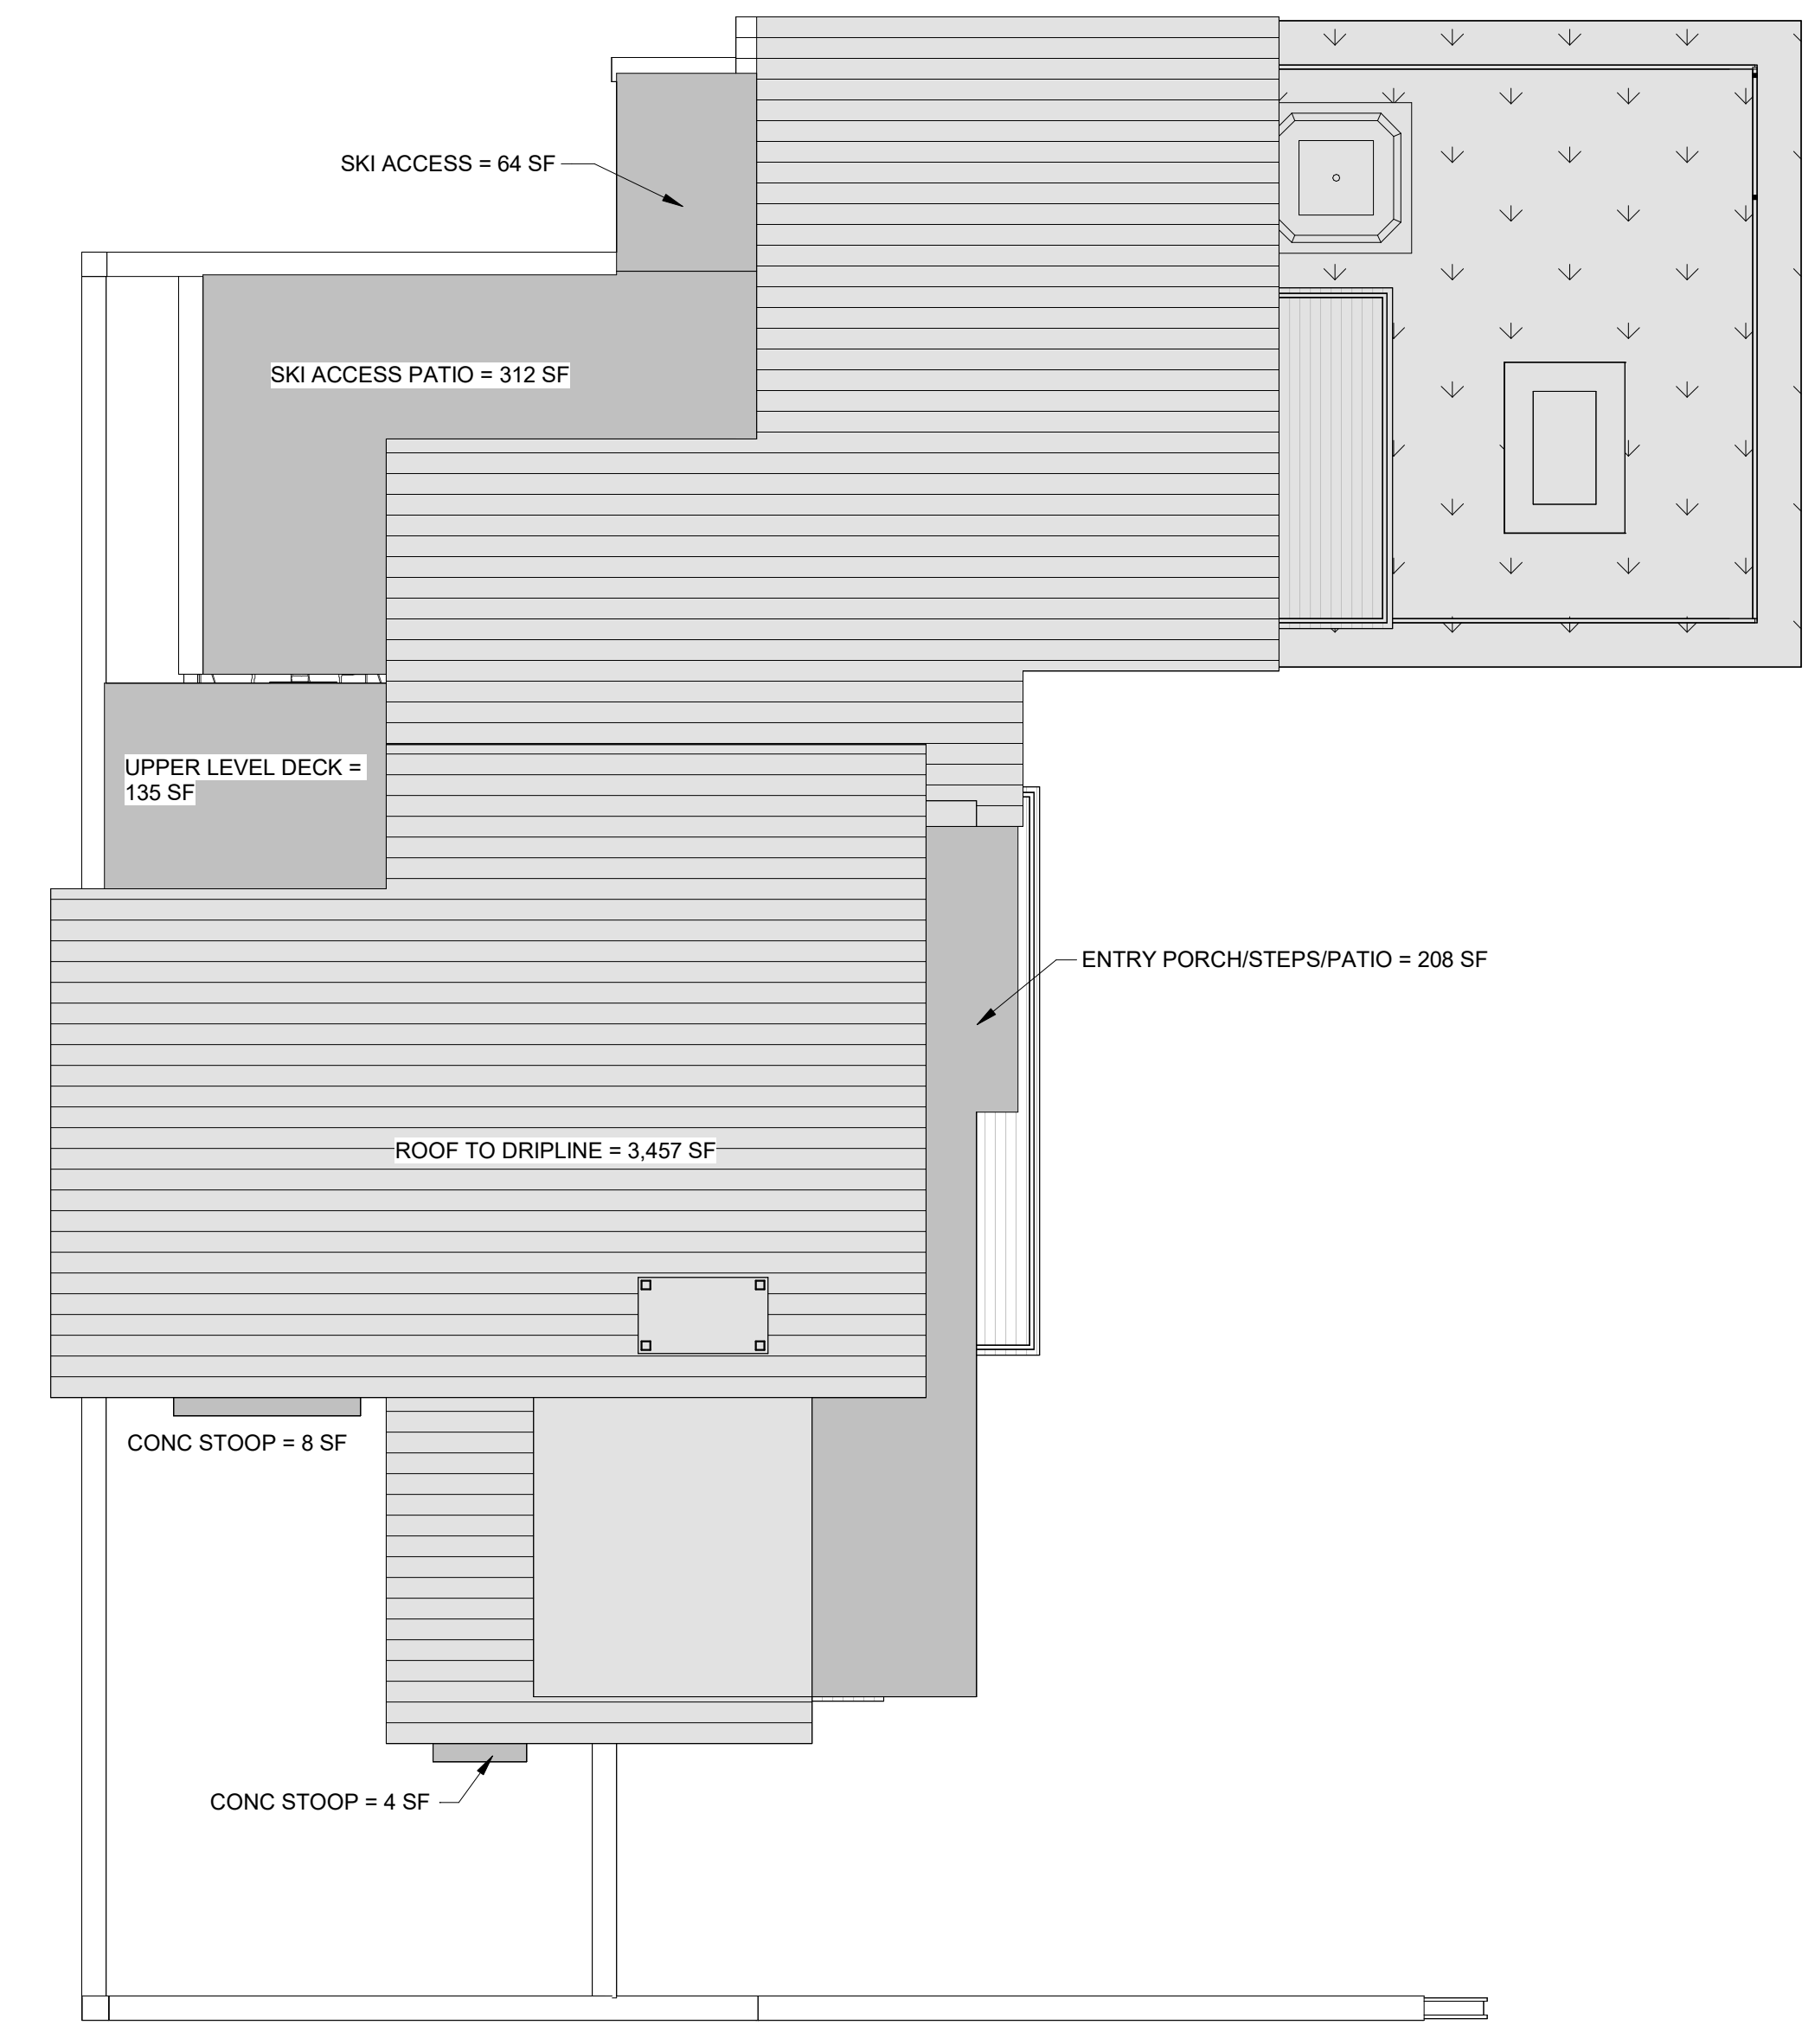 SKI ACCESS = 64 SF
SKI ACCESS PATIO = 312 SF
UPPER LEVEL DECK =
135 SF
ENTRY PORCH/STEPS/PATIO = 208 SF
ROOF TO DRIPLINE = 3,457 SF
CONC STOOP = 8 SF
CONC STOOP = 4 SF